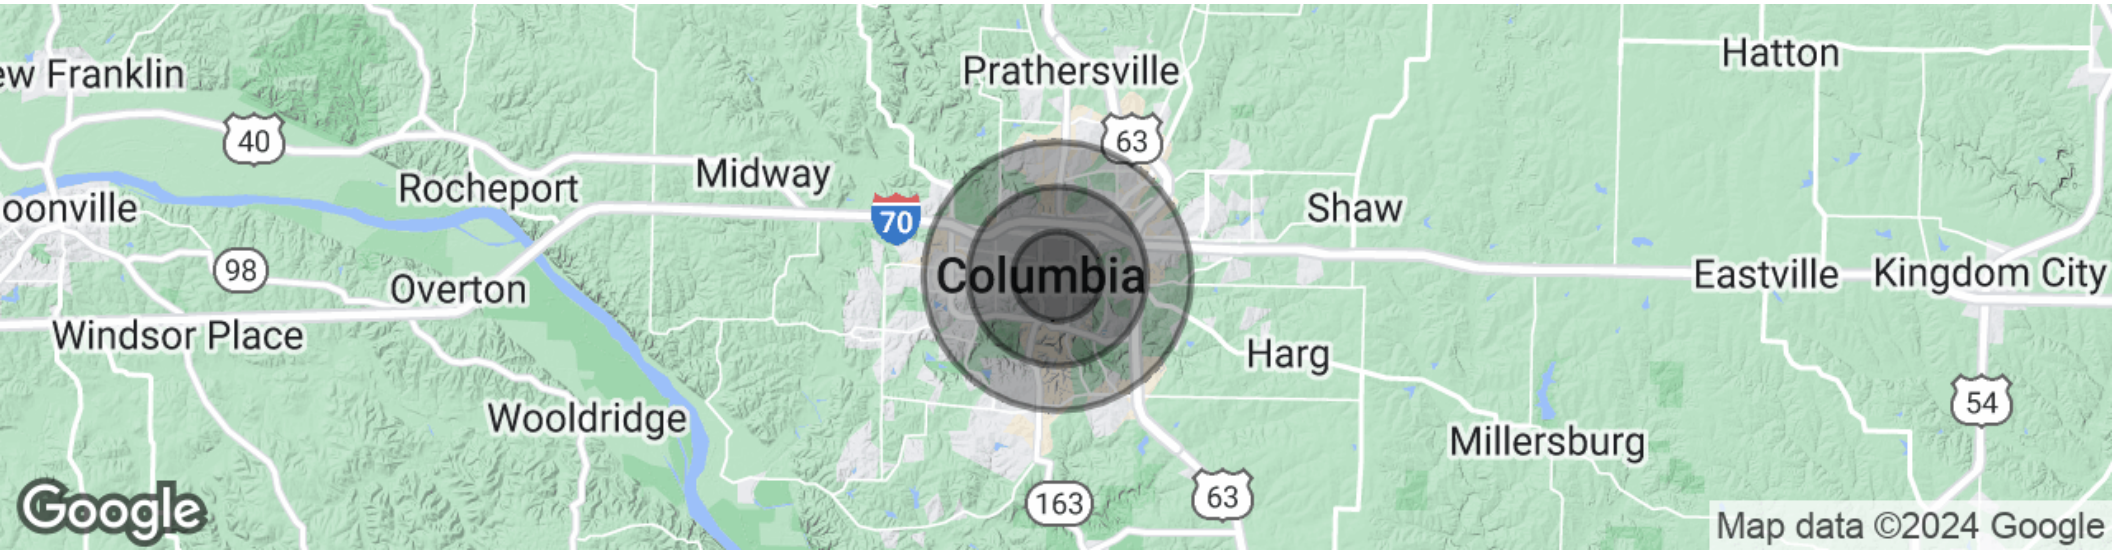 Hatton
ew Franklin
Prathersville
40
63
Midway
Rocheport
oonville
Shaw
70
98
Overton
Columbia
Eastville
Kingdom City
Windsor Place
Harg
54
Wooldridge
Millersburg
63
163
Google
Map data ©2024 Google